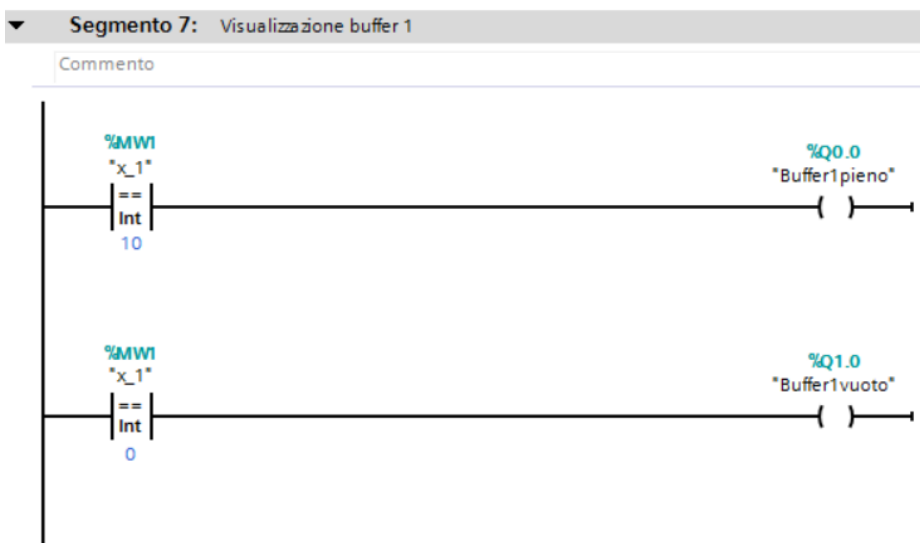 Segmento 7: Visualizzazione buffer 1
Commento
%MW1
"x_1"
==
Int
10
%Q0.0
"Buffer1pieno"
( )
%MW1
"x_1"
==
Int
0
%Q1.0
"Buffer1vuoto"
( )